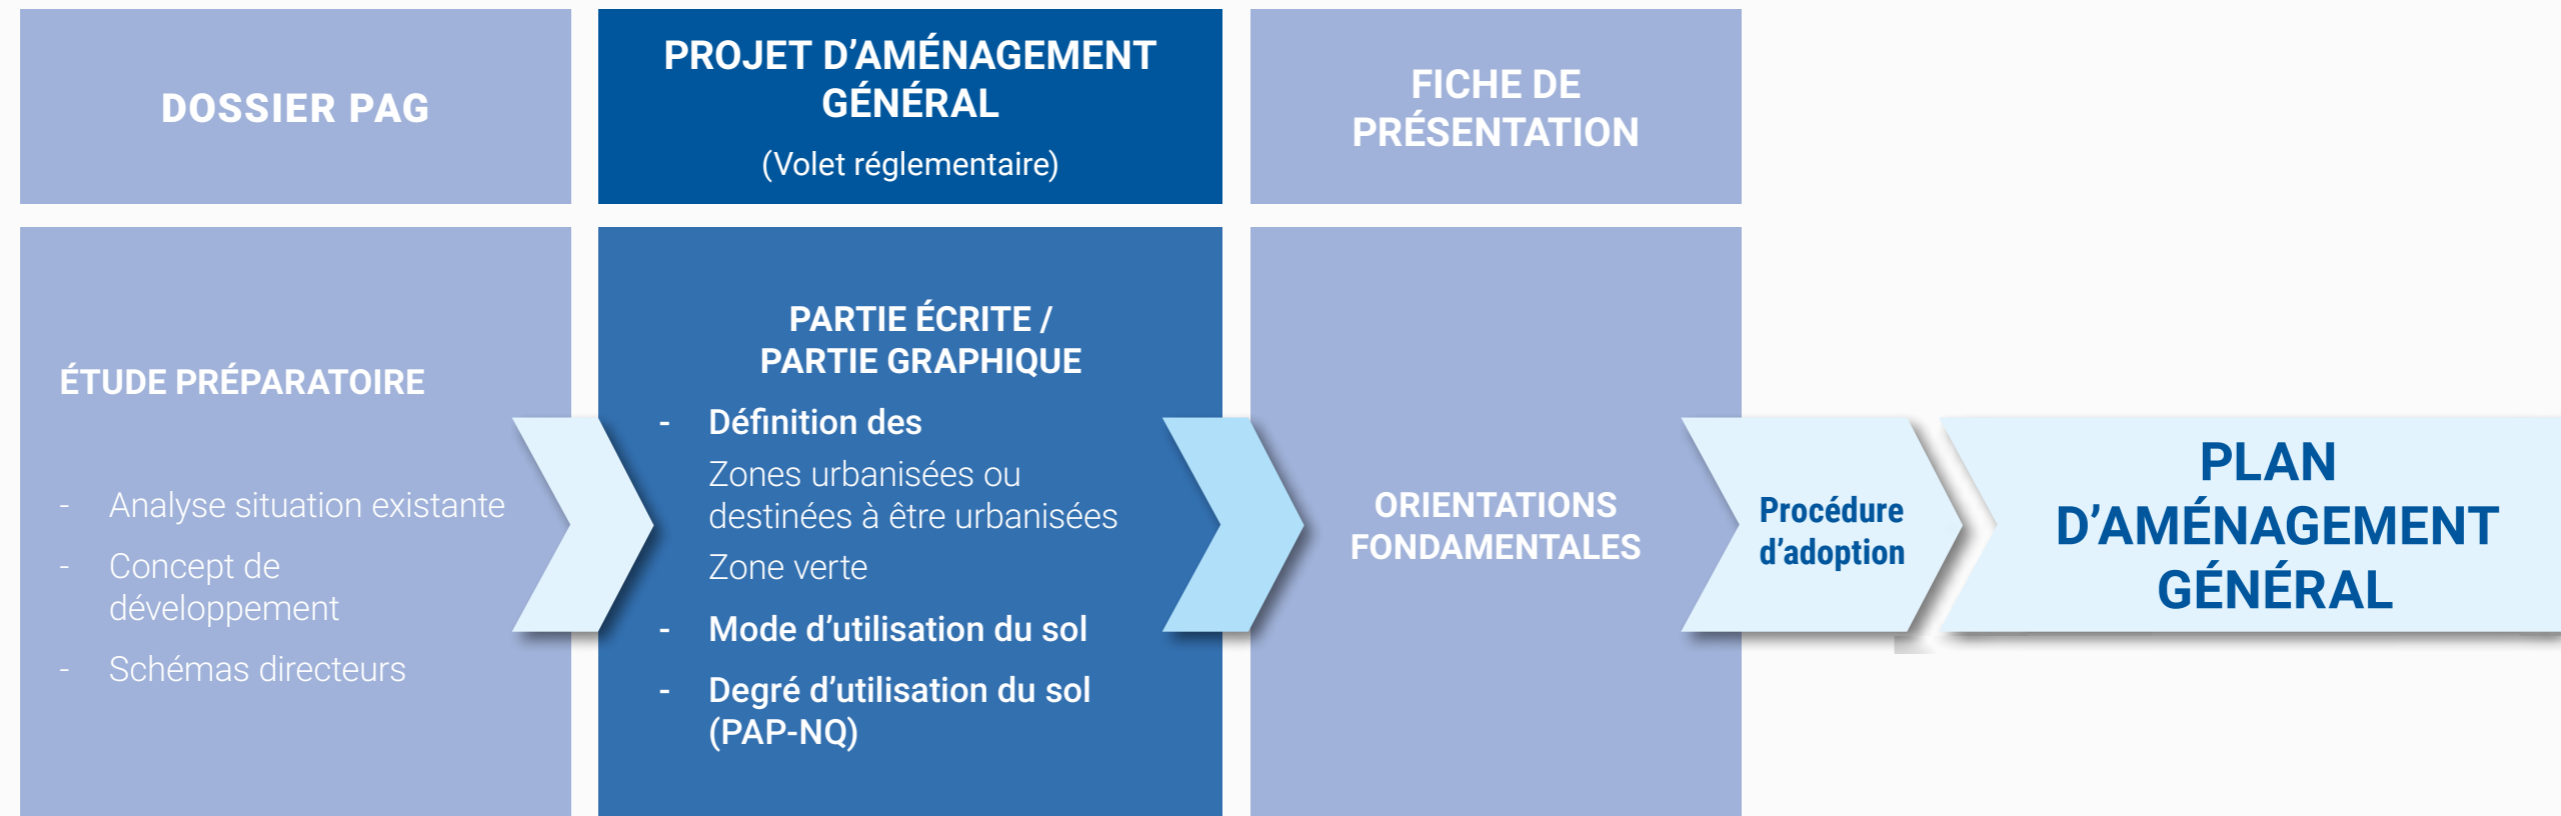 DOSSIER PAG
PROJET D’AMÉNAGEMENT
GÉNÉRAL
(Volet réglementaire)
FICHE DE
PRÉSENTATION
ÉTUDE PRÉPARATOIRE
- Analyse situation existante
- Concept de
développement
- Schémas directeurs
PARTIE ÉCRITE /
PARTIE GRAPHIQUE
- Définition des
Zones urbanisées ou
destinées à être urbanisées
Zone verte
- Mode d’utilisation du sol
- Degré d’utilisation du sol
(PAP-NQ)
ORIENTATIONS
FONDAMENTALES
Procédure
d’adoption
PLAN
D’AMÉNAGEMENT
GÉNÉRAL